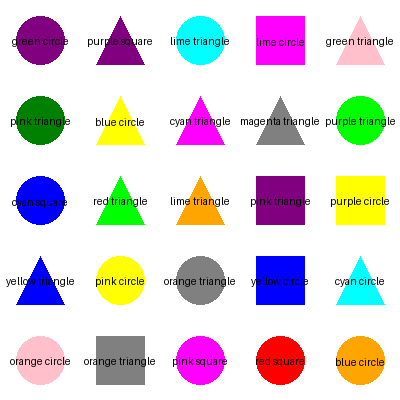 green circle
purple square
lime triangle
lime circle
green triangle
pink triangle
blue circle
cyan triangle
magenta triangle
purple triangle
cyan square
red triangle
lime triangle
pink triangle
purple circle
yellow triangle
pink circle
orange triangle
yellow circle
cyan circle
orange circle
orange triangle
pink square
red square
blue circle